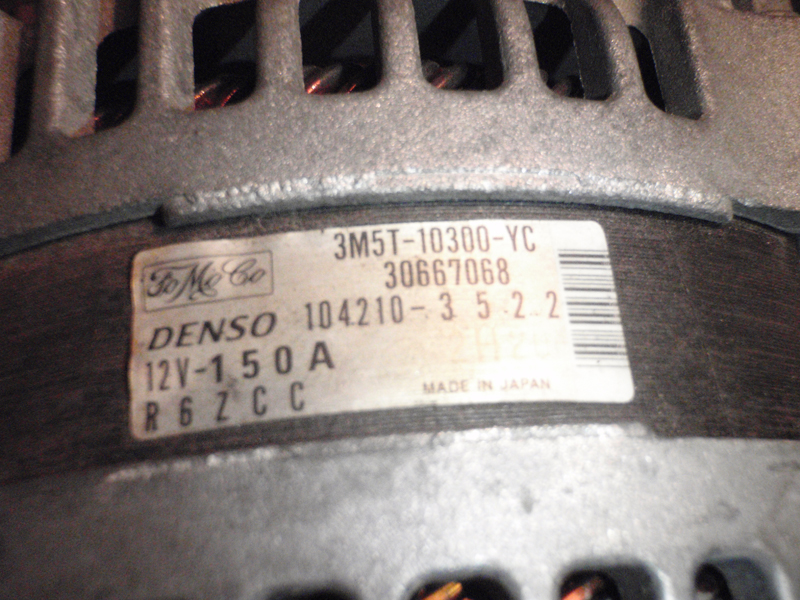 3M5T-10300-YC
FoMoCo
30667068
DENSO 104210-3522
12V-150A
MADE IN JAPAN
R6ZCC